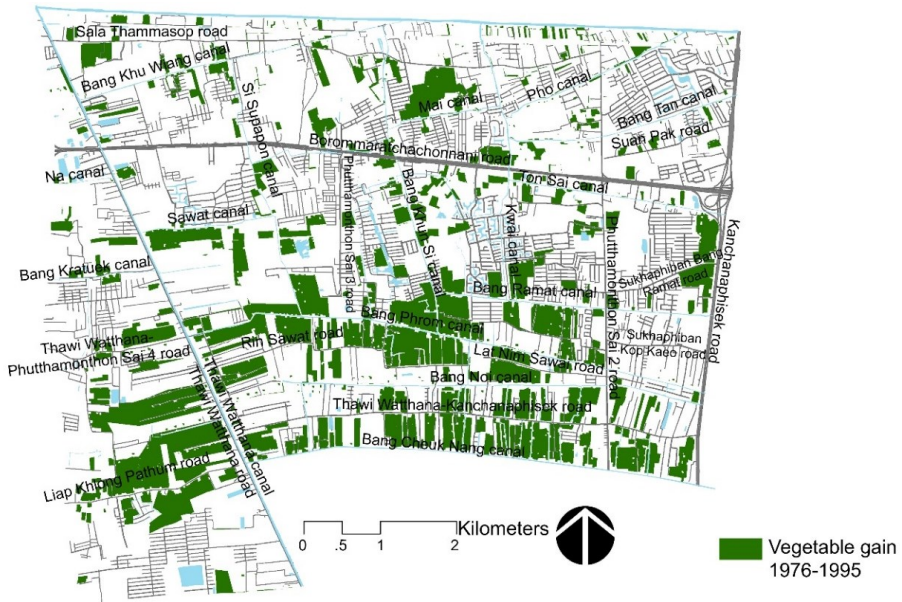 Sala Thammasop road
Bang Khu Wiang canal
Si Supapon canal
Mai canal
Pho canal
Bang Tan canal
Suan Pak road
Borommaratchachonnani road
Na canal
Ton Sai canal
Phutthamonthon Sai 3 road
Bang Khun Si canal
Kwai canal
Sawat canal
Phutthamonthon Sai 2 road
Kanchanaphisek road
Bang Kratuek canal
Sukhaphiban Bang
Ramat road
Bang Ramat canal
Bang Phrom canal
Rin Sawat road
Sukhaphiban
Kop Kaeo road
Thawi Watthana-
Phutthamonthon Sai 4 road
Lat Nim Sawai road
Bang Noi canal
Thawi Watthana canal
Thawi Watthana road
Thawi Watthana-Kanchanaphisek road
Bang Cheuk Nang canal
Liap Khlong Pathum road
Kilometers
0 .5 1 2
Vegetable gain
1976-1995